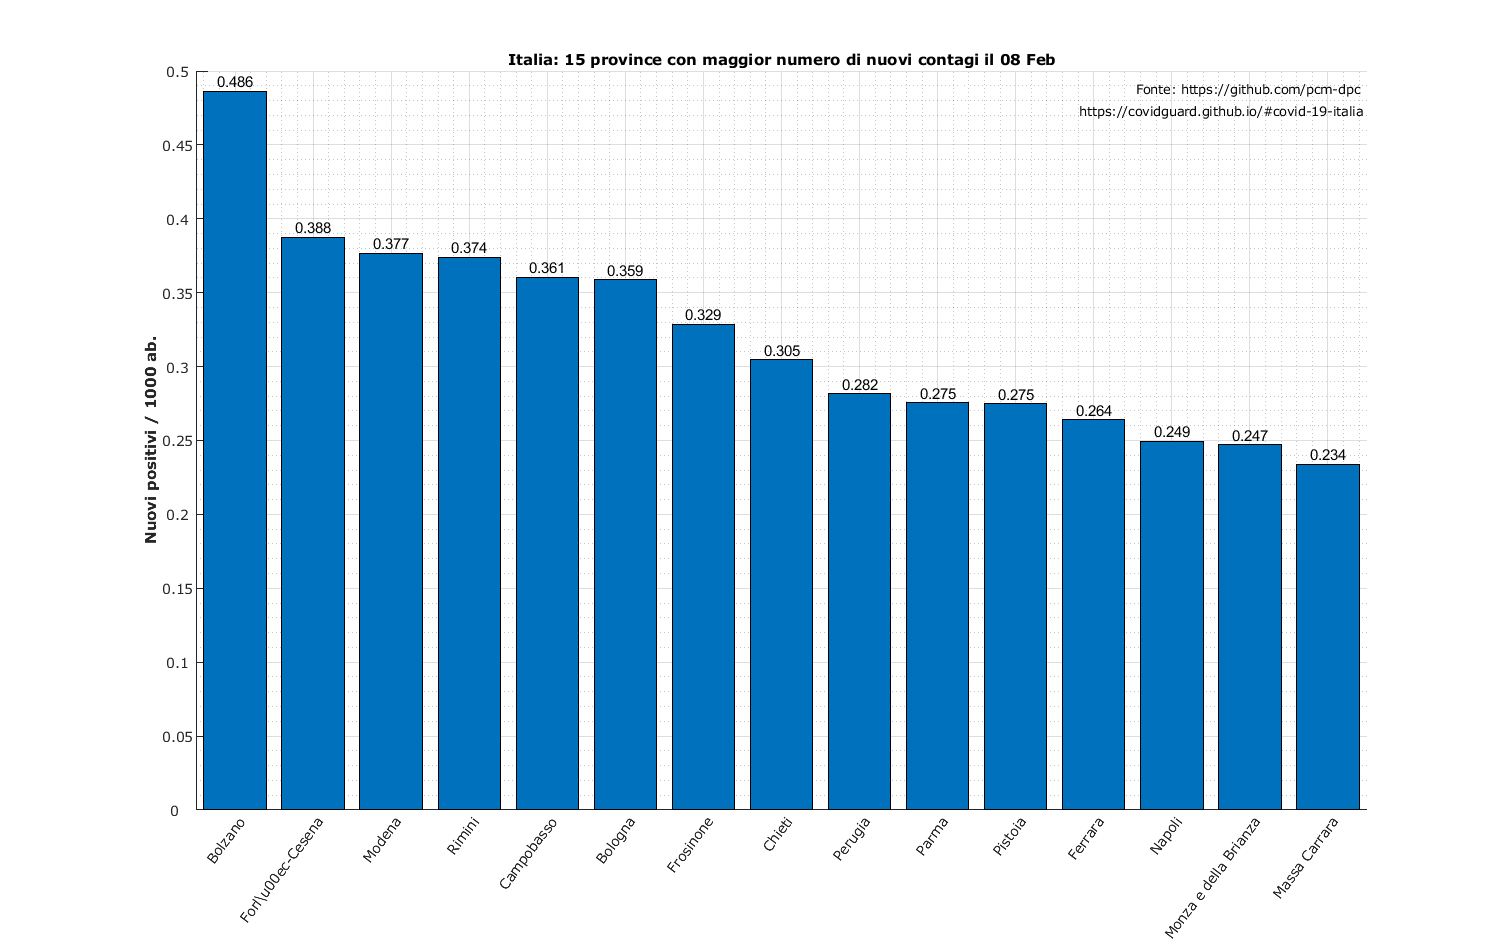 Italia: 15 province con maggior numero di nuovi contagi il 08 Feb
Fonte: https://github.com/pcm-dpc
https://covidguard.github.io/#covid-19-italia
Nuovi positivi / 1000 ab.
0.5
0.45
0.4
0.35
0.3
0.25
0.2
0.15
0.1
0.05
0
0.486
0.388
0.377
0.374
0.361
0.359
0.329
0.305
0.282
0.275
0.275
0.264
0.249
0.247
0.234
Bolzano
Forl\u00ec-Cesena
Modena
Rimini
Campobasso
Bologna
Frosinone
Chieti
Perugia
Parma
Pistoia
Ferrara
Napoli
Monza e della Brianza
Massa Carrara